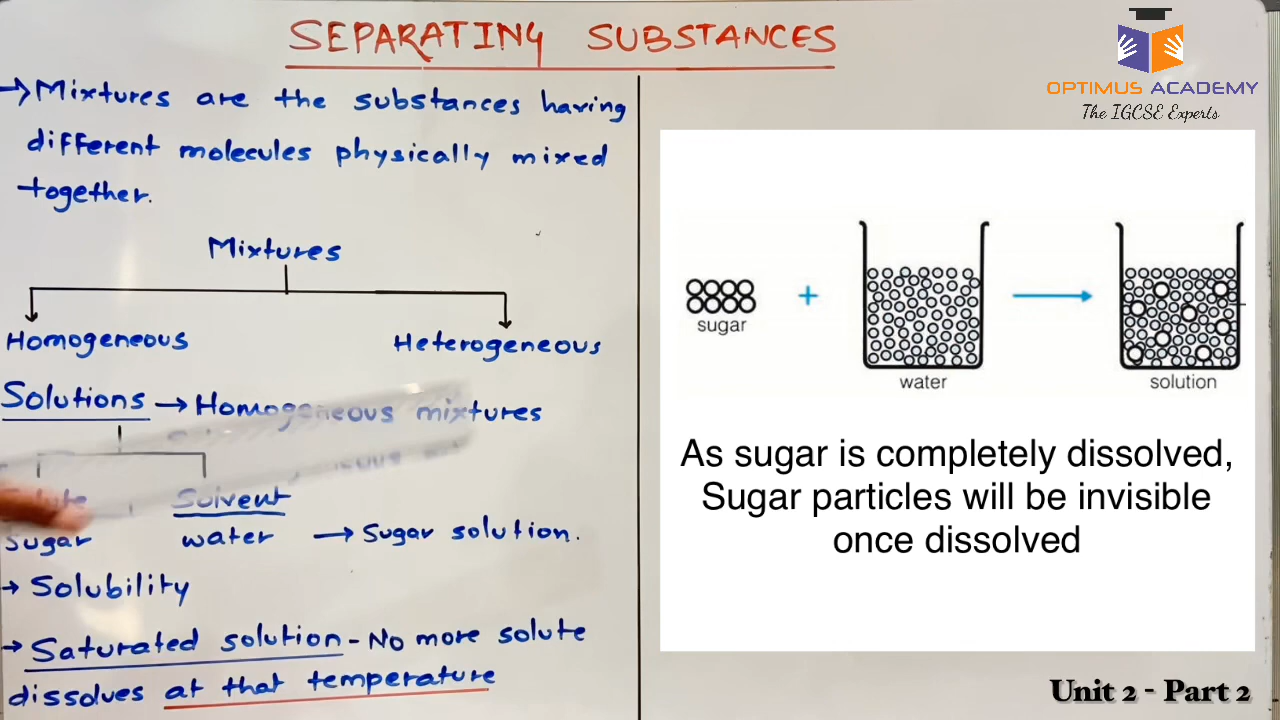 SEPARATING SUBSTANCES
→Mixtures are the substances having
different molecules physically mixed
together.
Mixtures
Homogeneous
Heterogeneous
Solutions → Homogeneous mixtures
Solvent
sugar
water → Sugar solution.
→ Solubility
→ Saturated solution - No more solute
dissolves at that temperature
OPTIMUS ACADEMY
The IGCSE Experts
sugar
+
water
solution
As sugar is completely dissolved,
Sugar particles will be invisible
once dissolved
Unit 2 - Part 2